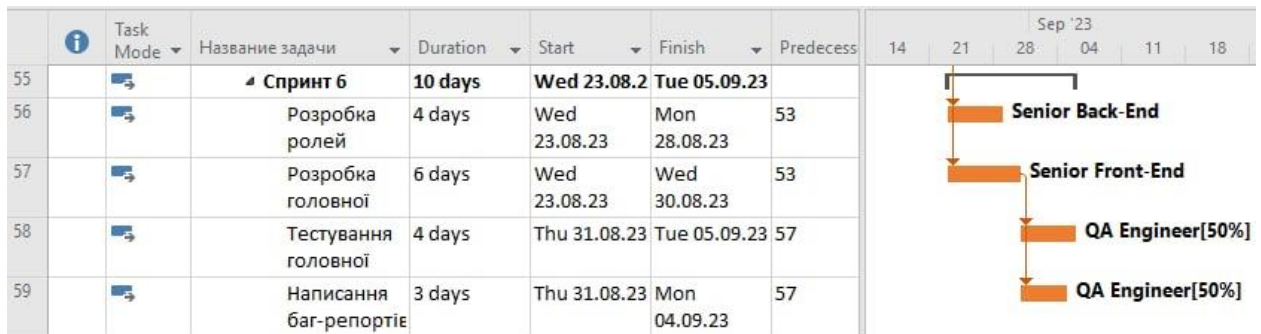 Sep '23
Task Mode Название задачи Duration Start Finish Predecess 14 21 28 04 11 18
55 Спринт 6 10 days Wed 23.08.2 Tue 05.09.23
56 Розробка ролей 4 days Wed 23.08.23 Mon 28.08.23 53 Senior Back-End
57 Розробка головної 6 days Wed 23.08.23 Wed 30.08.23 53 Senior Front-End
58 Тестування головної 4 days Thu 31.08.23 Tue 05.09.23 57 QA Engineer[50%]
59 Написання баг-репортів 3 days Thu 31.08.23 Mon 04.09.23 57 QA Engineer[50%]